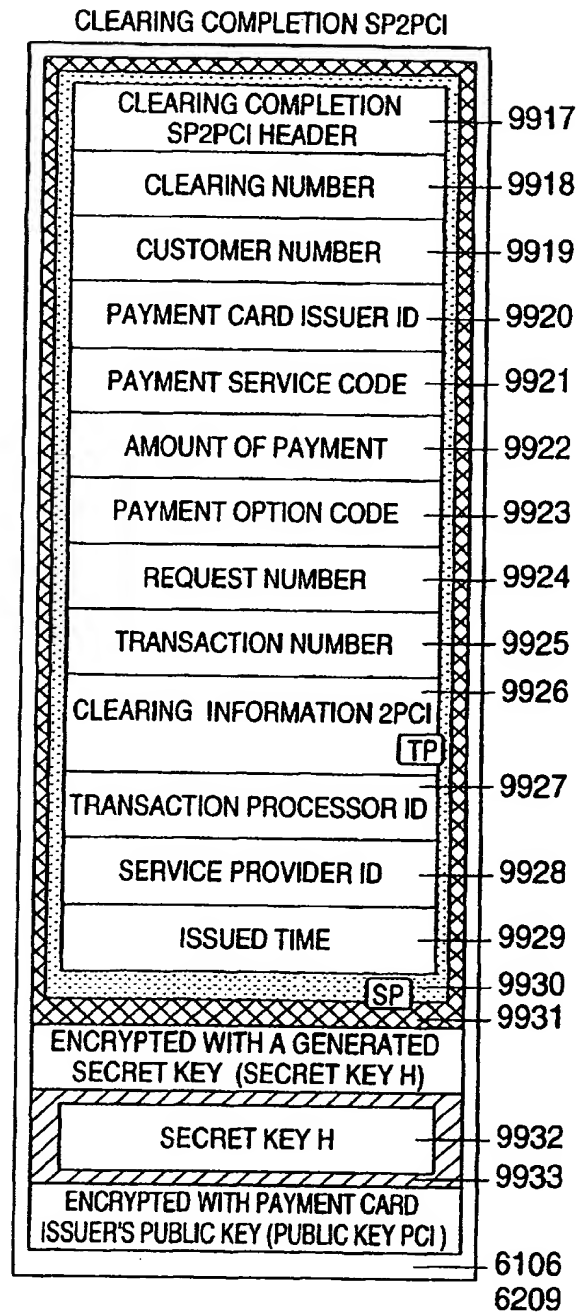 CLEARING COMPLETION SP2PCI
CLEARING COMPLETION
SP2PCI HEADER
9917
CLEARING NUMBER
9918
CUSTOMER NUMBER
9919
PAYMENT CARD ISSUER ID
9920
PAYMENT SERVICE CODE
9921
AMOUNT OF PAYMENT
9922
PAYMENT OPTION CODE
9923
REQUEST NUMBER
9924
TRANSACTION NUMBER
9925
9926
CLEARING INFORMATION 2PCI
TP
9927
TRANSACTION PROCESSOR ID
SERVICE PROVIDER ID
9928
ISSUED TIME
9929
SP
9930
9931
ENCRYPTED WITH A GENERATED
SECRET KEY (SECRET KEY H)
SECRET KEY H
9932
9933
ENCRYPTED WITH PAYMENT CARD
ISSUER'S PUBLIC KEY (PUBLIC KEY PCI)
6106
6209